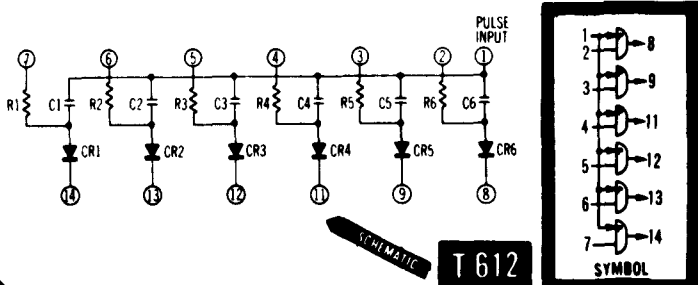 PULSE
INPUT
7 6 5 4 3 2 1
R1 C1 R2 C2 R3 C3 R4 C4 R5 C5 R6 C6
CR1 CR2 CR3 CR4 CR5 CR6
14 13 12 11 9 8
SCHEMATIC
T 612
1
2
8
3
9
4
11
5
12
6
13
7
14
SYMBOL